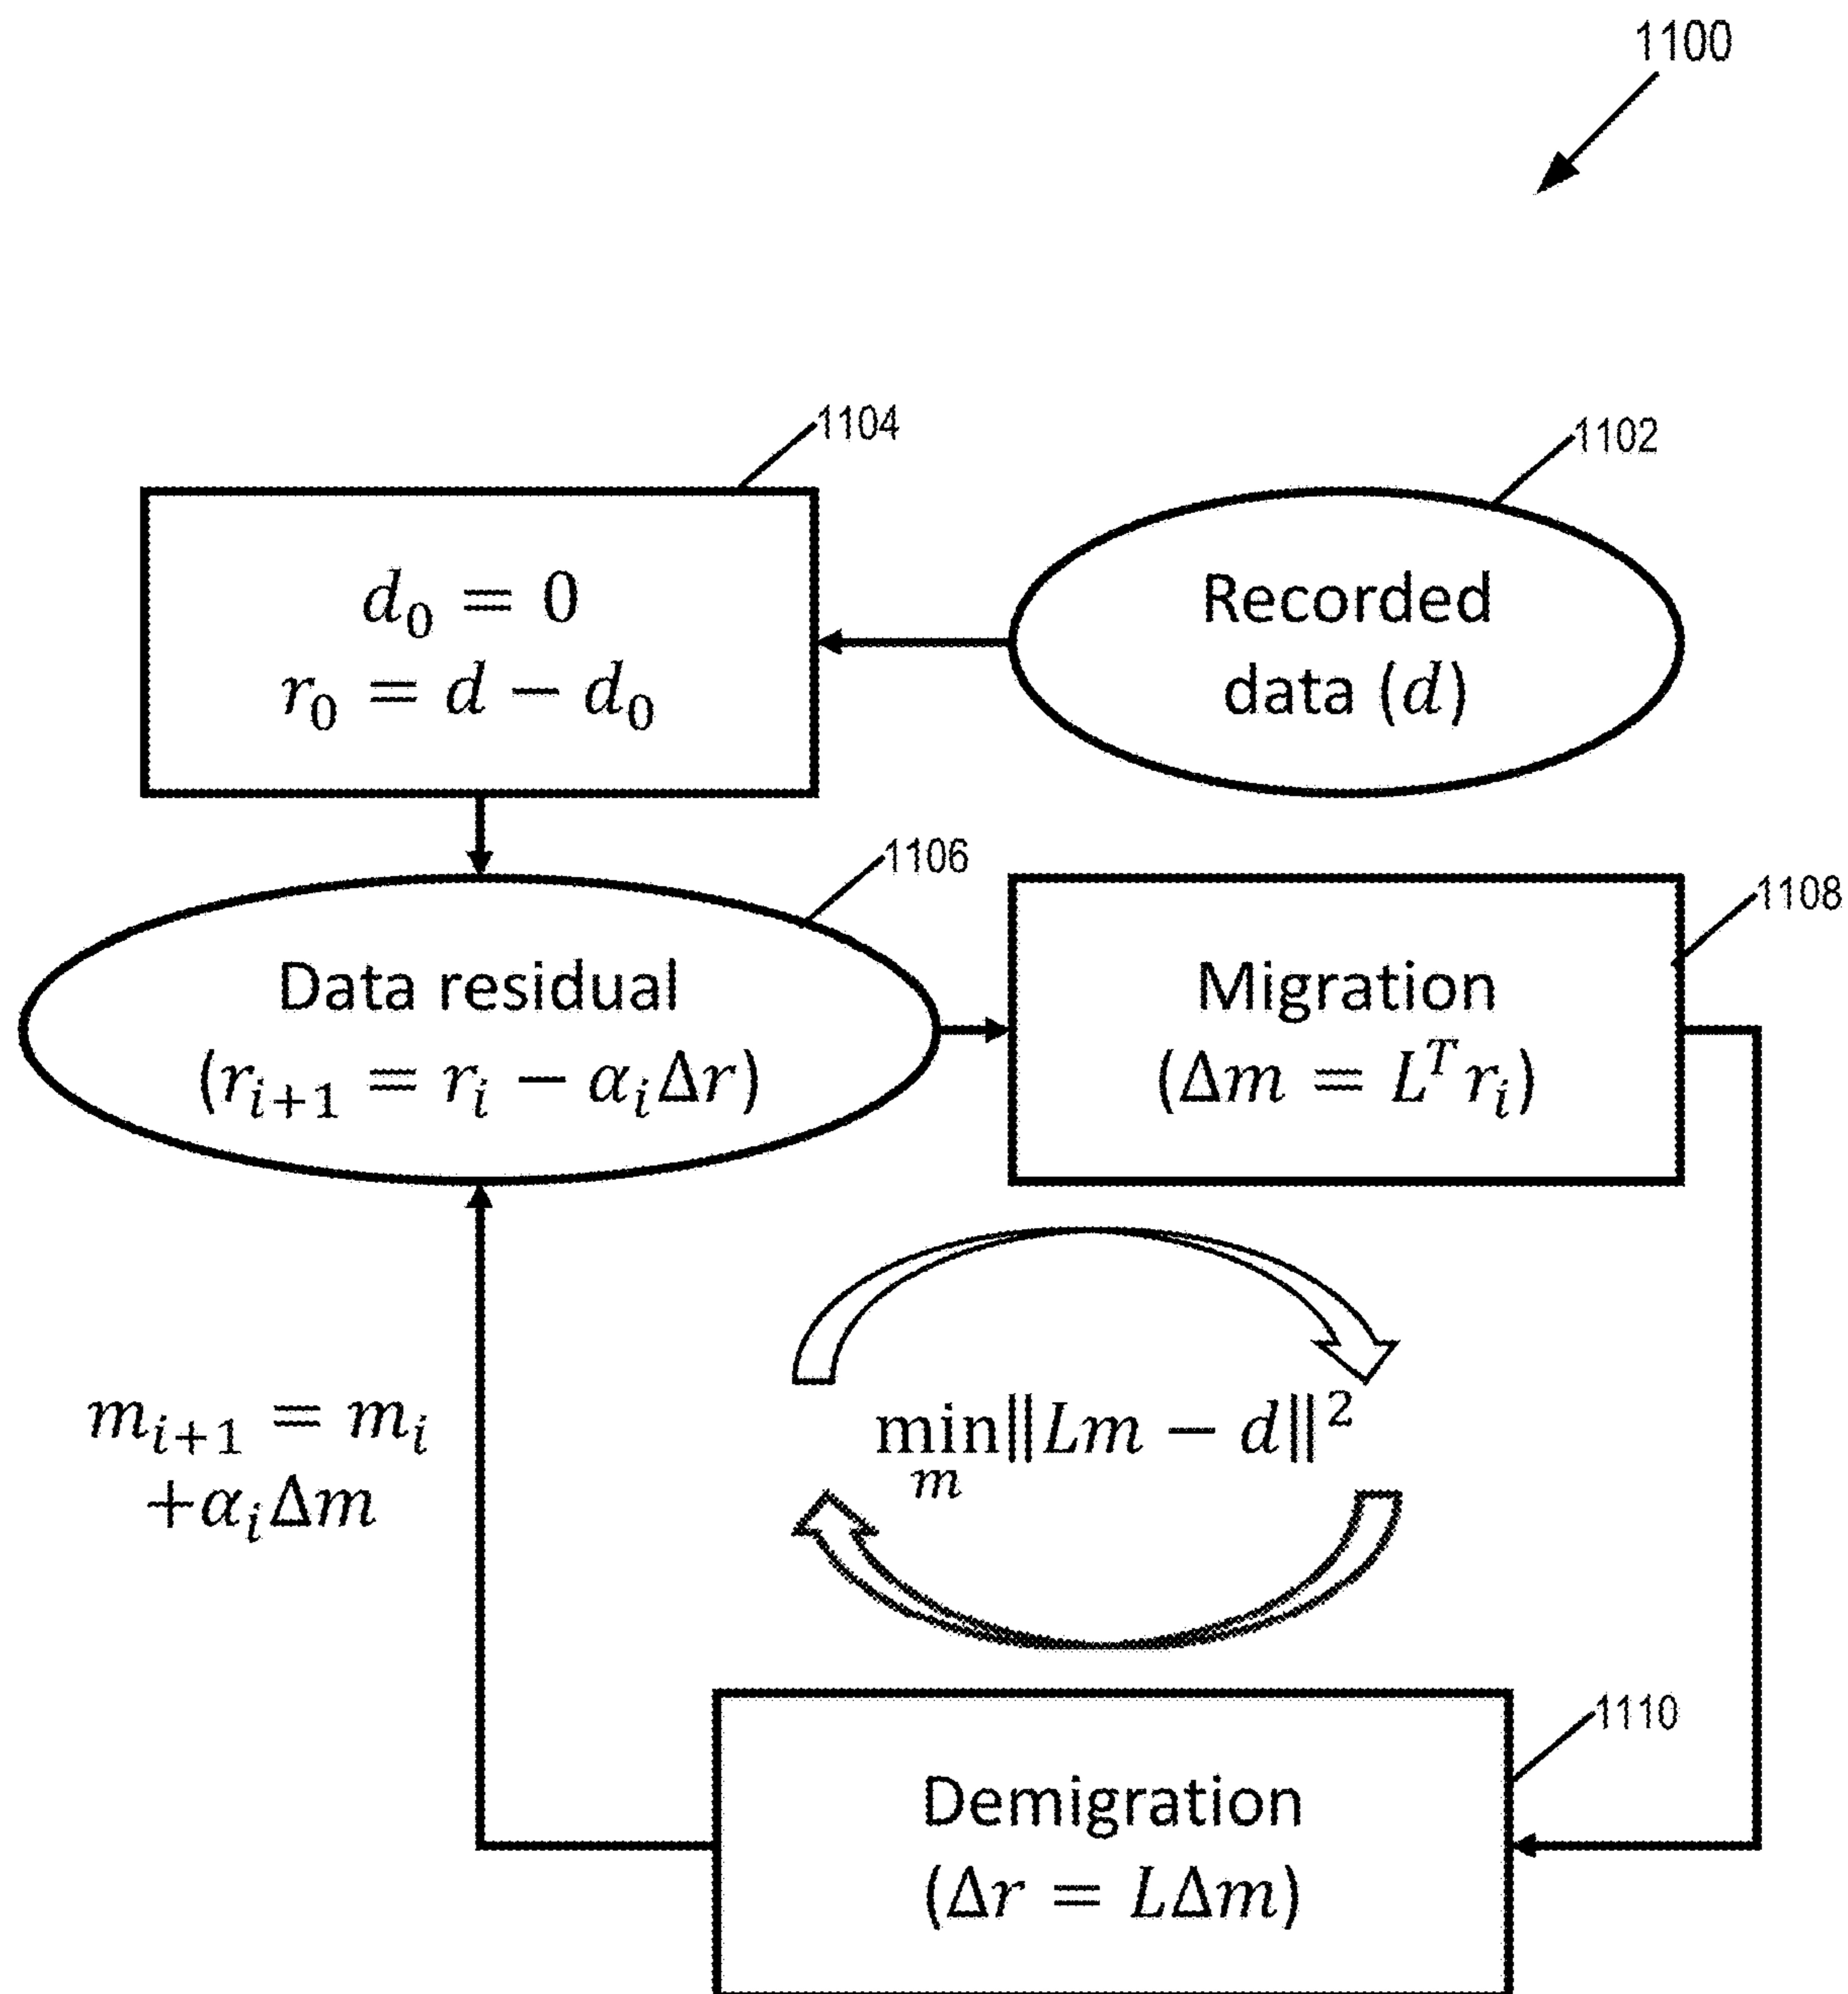 1100
1104
1102
d₀ = 0
r₀ = d − d₀
Recorded
data (d)
1106
1108
Data residual
(rᵢ₊₁ = rᵢ − αᵢΔr)
Migration
(Δm = Lᵀrᵢ)
mᵢ₊₁ = mᵢ
+αᵢΔm
min‖Lm − d‖²
m
1110
Demigration
(Δr = LΔm)